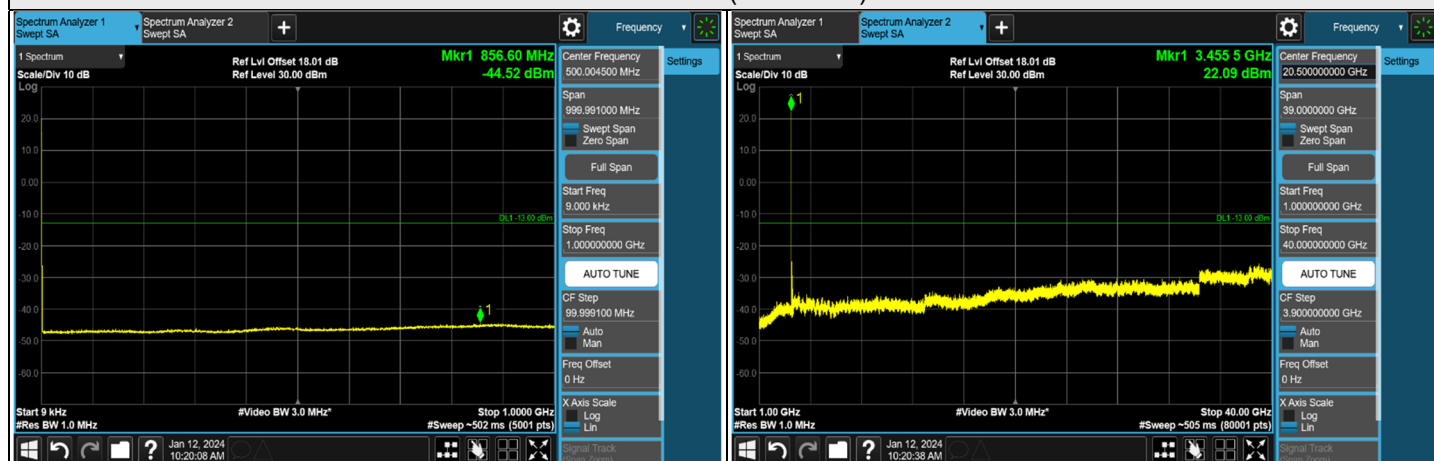 Spectrum Analyzer 1
Swept SA
Spectrum Analyzer 2
Swept SA
+
Frequency
1 Spectrum
Scale/Div 10 dB
Log
Ref Lvl Offset 18.01 dB
Ref Level 30.00 dBm
Mkr1 856.60 MHz
-44.52 dBm
1
20.0
10.0
0.00
-10.0
-20.0
-30.0
-40.0
-50.0
-60.0
DL1 -13.00 dBm
Start 9 kHz
#Res BW 1.0 MHz
#Video BW 3.0 MHz*
Stop 1.0000 GHz
#Sweep ~502 ms (5001 pts)
Center Frequency
500.004500 MHz
Settings
Span
999.991000 MHz
Swept Span
Zero Span
Full Span
Start Freq
9.000 kHz
Stop Freq
1.000000000 GHz
AUTO TUNE
CF Step
99.999100 MHz
Auto
Man
Freq Offset
0 Hz
X Axis Scale
Log
Lin
Signal Track
?
Jan 12, 2024
10:20:08 AM
Spectrum Analyzer 1
Swept SA
Spectrum Analyzer 2
Swept SA
+
Frequency
1 Spectrum
Scale/Div 10 dB
Log
Ref Lvl Offset 18.01 dB
Ref Level 30.00 dBm
Mkr1 3.455 5 GHz
22.09 dBm
1
20.0
10.0
0.00
-10.0
-20.0
-30.0
-40.0
-50.0
-60.0
DL1 -13.00 dBm
Start 1.00 GHz
#Res BW 1.0 MHz
#Video BW 3.0 MHz*
Stop 40.00 GHz
#Sweep ~505 ms (80001 pts)
Center Frequency
20.500000000 GHz
Settings
Span
39.0000000 GHz
Swept Span
Zero Span
Full Span
Start Freq
1.000000000 GHz
Stop Freq
40.000000000 GHz
AUTO TUNE
CF Step
3.900000000 GHz
Auto
Man
Freq Offset
0 Hz
X Axis Scale
Log
Lin
Signal Track
?
Jan 12, 2024
10:20:38 AM